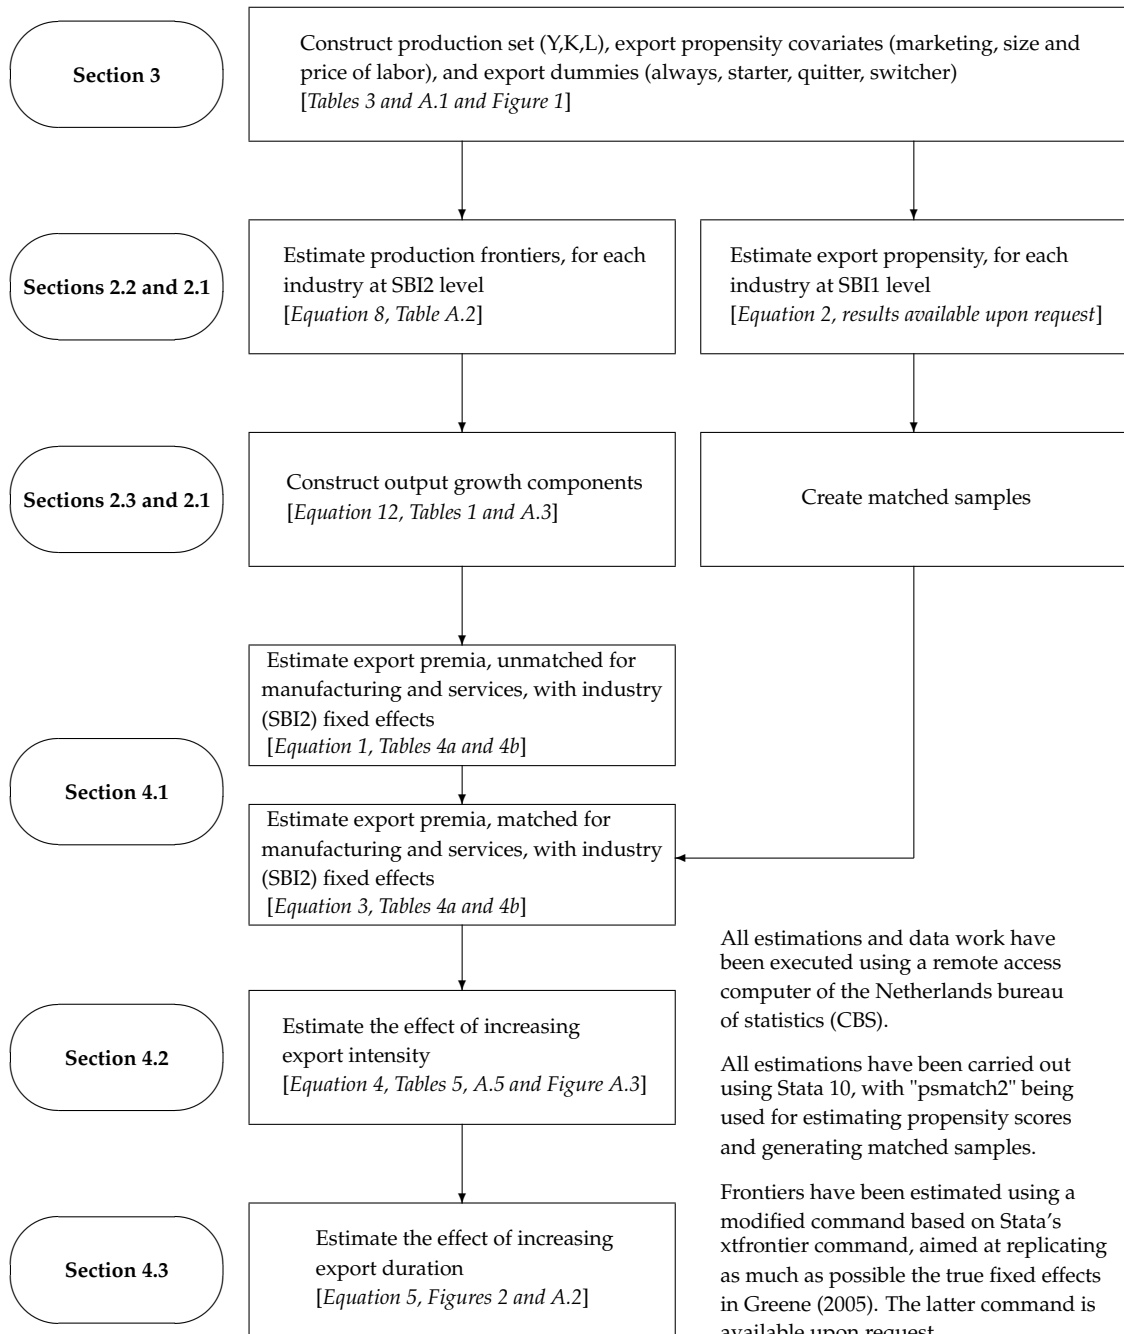 Section 3
Construct production set (Y,K,L), export propensity covariates (marketing, size and
price of labor), and export dummies (always, starter, quitter, switcher)
[Tables 3 and A.1 and Figure 1]
Sections 2.2 and 2.1
Estimate production frontiers, for each
industry at SBI2 level
[Equation 8, Table A.2]
Estimate export propensity, for each
industry at SBI1 level
[Equation 2, results available upon request]
Sections 2.3 and 2.1
Construct output growth components
[Equation 12, Tables 1 and A.3]
Create matched samples
Section 4.1
Estimate export premia, unmatched for
manufacturing and services, with industry
(SBI2) fixed effects
[Equation 1, Tables 4a and 4b]
Estimate export premia, matched for
manufacturing and services, with industry
(SBI2) fixed effects
[Equation 3, Tables 4a and 4b]
Section 4.2
Estimate the effect of increasing
export intensity
[Equation 4, Tables 5, A.5 and Figure A.3]
Section 4.3
Estimate the effect of increasing
export duration
[Equation 5, Figures 2 and A.2]
All estimations and data work have
been executed using a remote access
computer of the Netherlands bureau
of statistics (CBS).
All estimations have been carried out
using Stata 10, with "psmatch2" being
used for estimating propensity scores
and generating matched samples.
Frontiers have been estimated using a
modified command based on Stata's
xtfrontier command, aimed at replicating
as much as possible the true fixed effects
in Greene (2005). The latter command is
available upon request